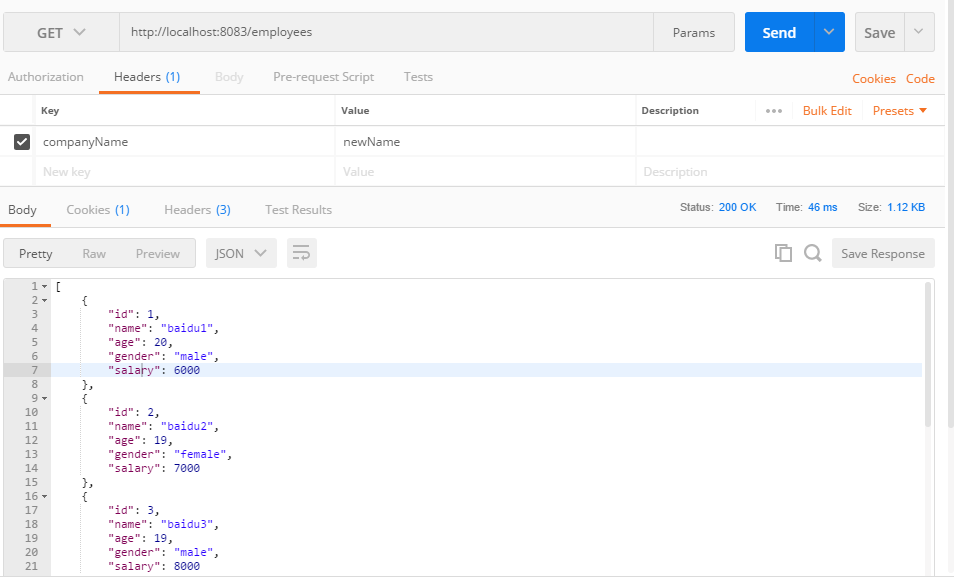 GET http://localhost:8083/employees Params Send Save
Authorization Headers (1) Body Pre-request Script Tests Cookies Code
Key Value Description ••• Bulk Edit Presets
companyName newName
New key Value Description
Body Cookies (1) Headers (3) Test Results Status: 200 OK Time: 46 ms Size: 1.12 KB
Pretty Raw Preview JSON Save Response
1 [
2 {
3 "id": 1,
4 "name": "baidu1",
5 "age": 20,
6 "gender": "male",
7 "salary": 6000
8 },
9 {
10 "id": 2,
11 "name": "baidu2",
12 "age": 19,
13 "gender": "female",
14 "salary": 7000
15 },
16 {
17 "id": 3,
18 "name": "baidu3",
19 "age": 19,
20 "gender": "male",
21 "salary": 8000